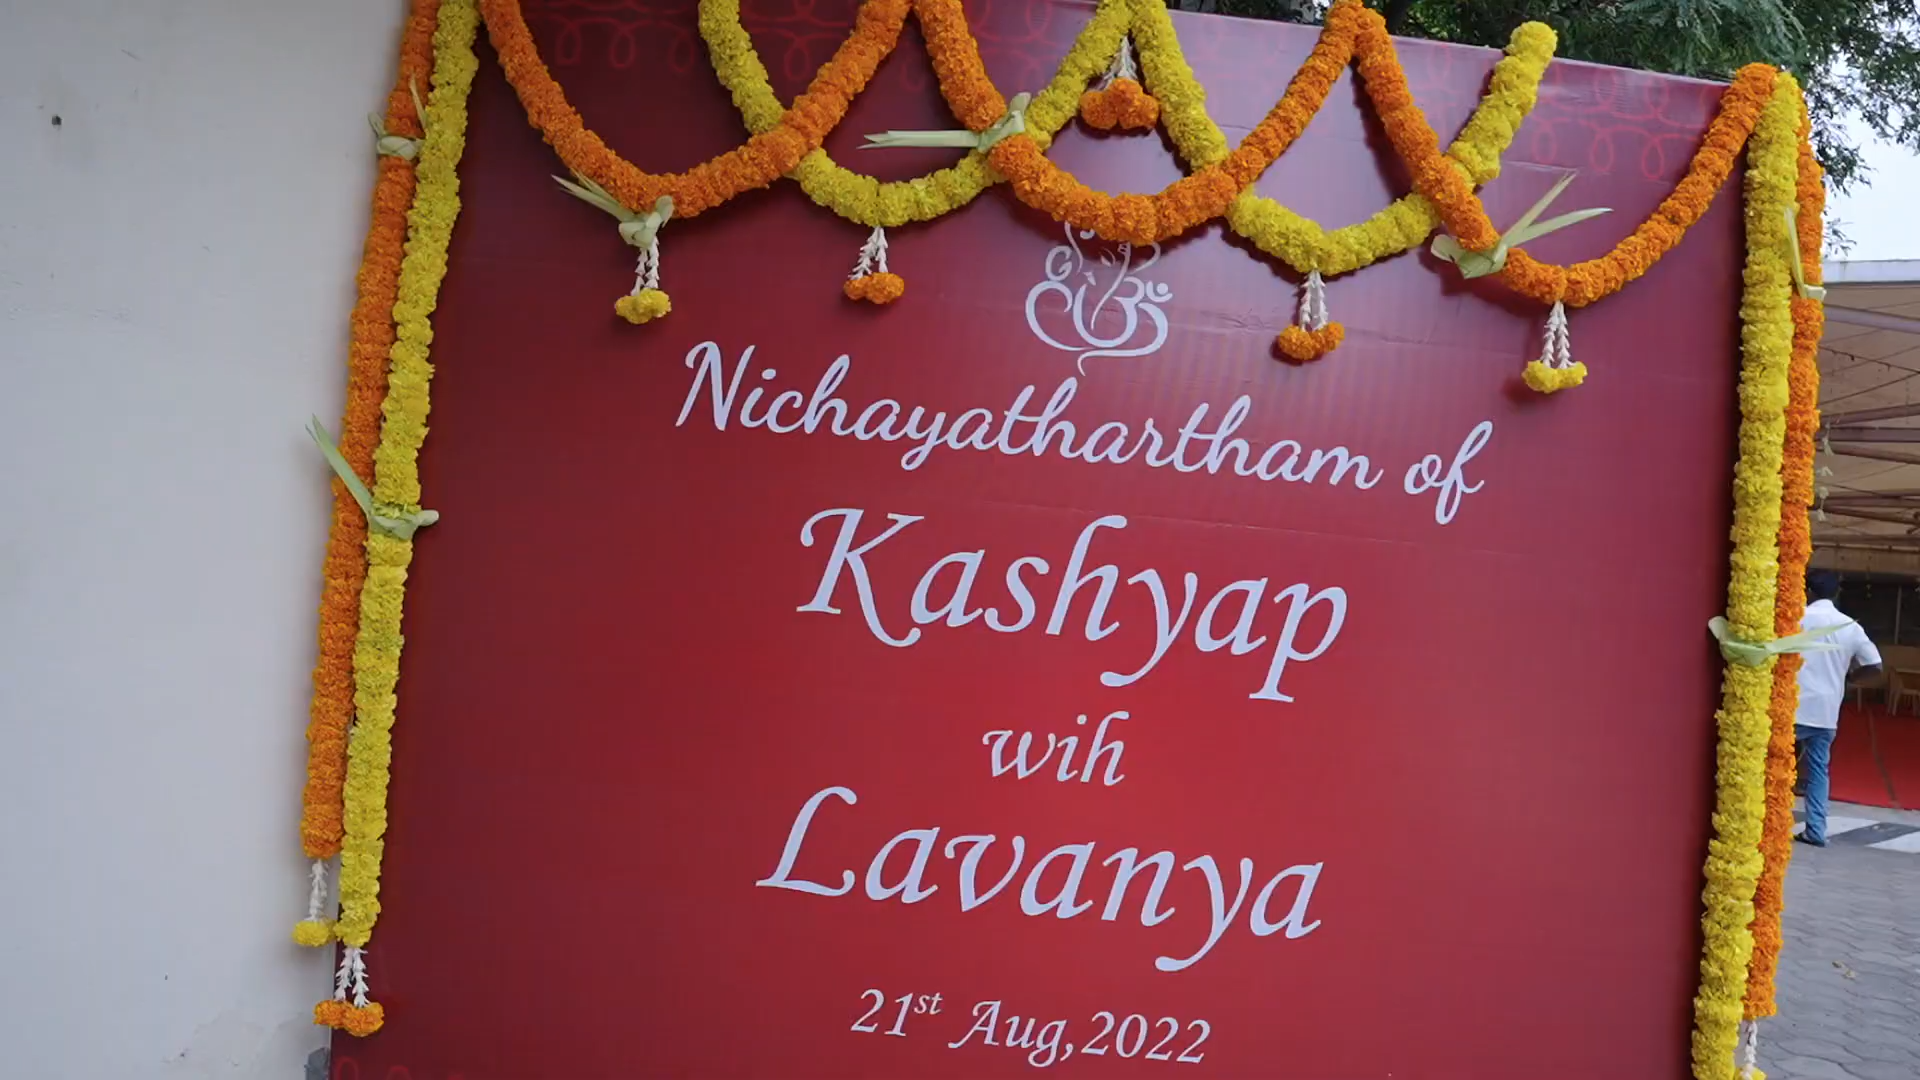 Nichayathartham of
Kashyap
wih
Lavanya
21st Aug,2022